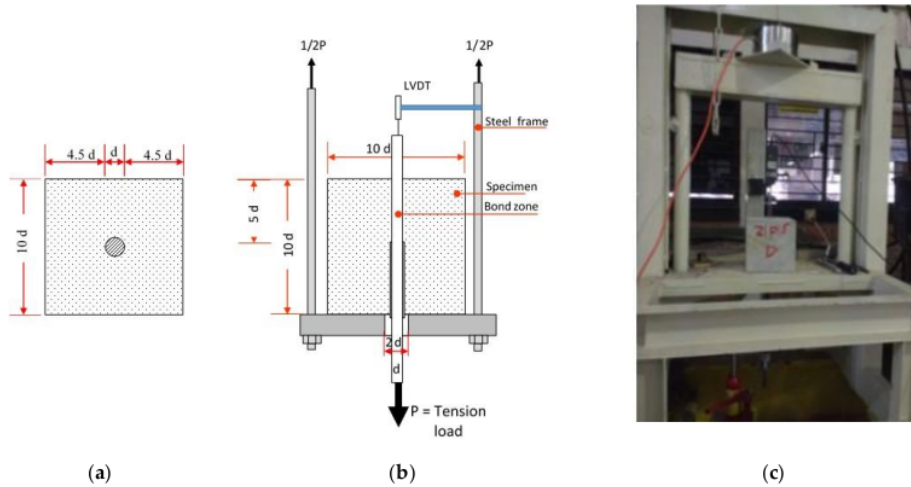 4.5 d
d
4.5 d
10 d
1/2P
1/2P
LVDT
Steel frame
10 d
Specimen
Bond zone
5 d
10 d
2 d
d
P = Tension
load
D
(a)
(b)
(c)